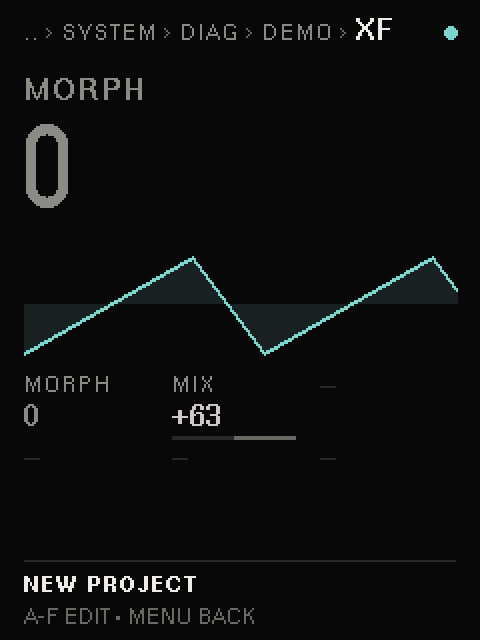 ..› SYSTEM › DIAG › DEMO › XF
MORPH
0
MORPH MIX —
0 +63
— — —
NEW PROJECT
A-F EDIT· MENU BACK